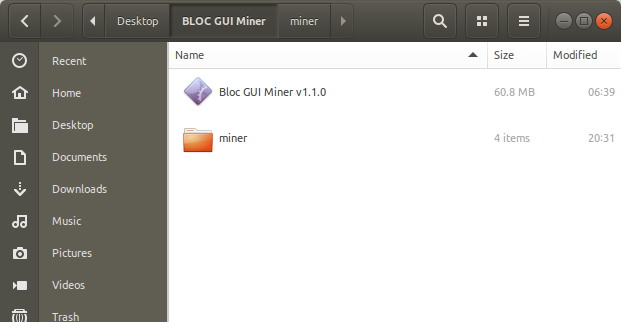 Desktop BLOC GUI Miner miner
Name Size Modified
Recent
Home
Desktop
Documents
Downloads
Music
Pictures
Videos
Trash
Bloc GUI Miner v1.1.0 60.8 MB 06:39
miner 4 items 20:31